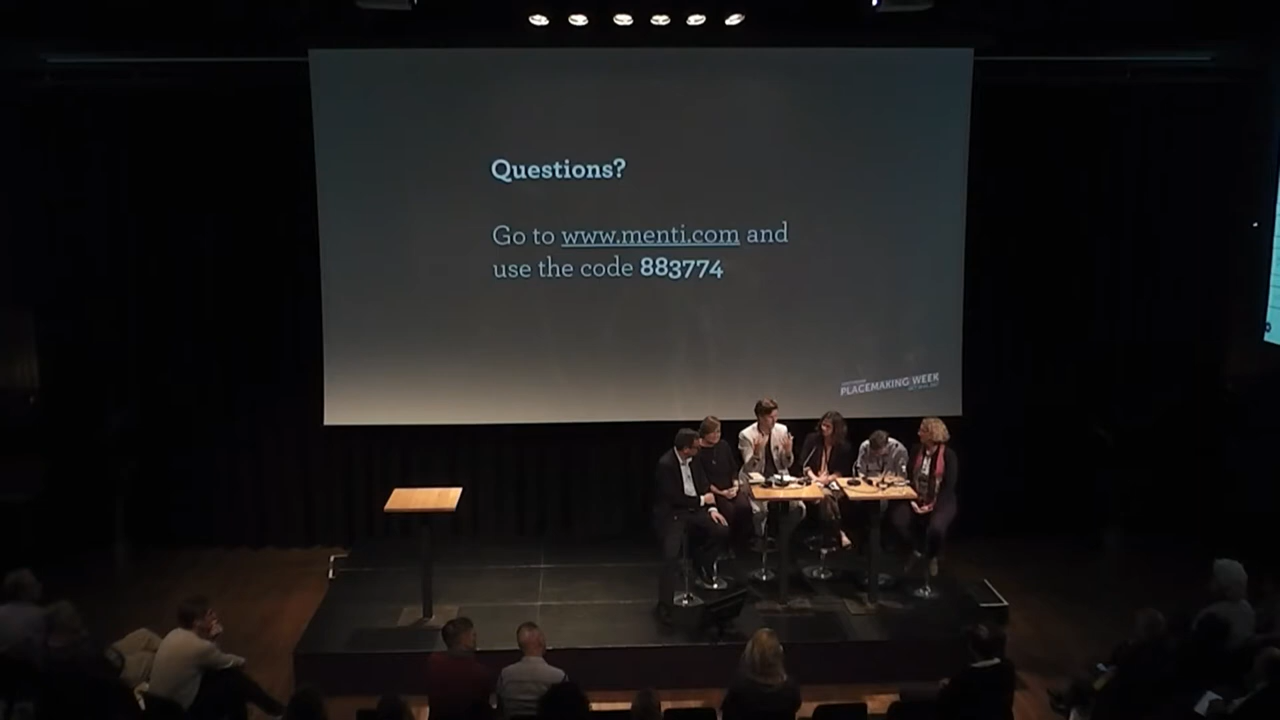 Questions?
Go to www.menti.com and
use the code 883774
PLACEMAKING WEEK